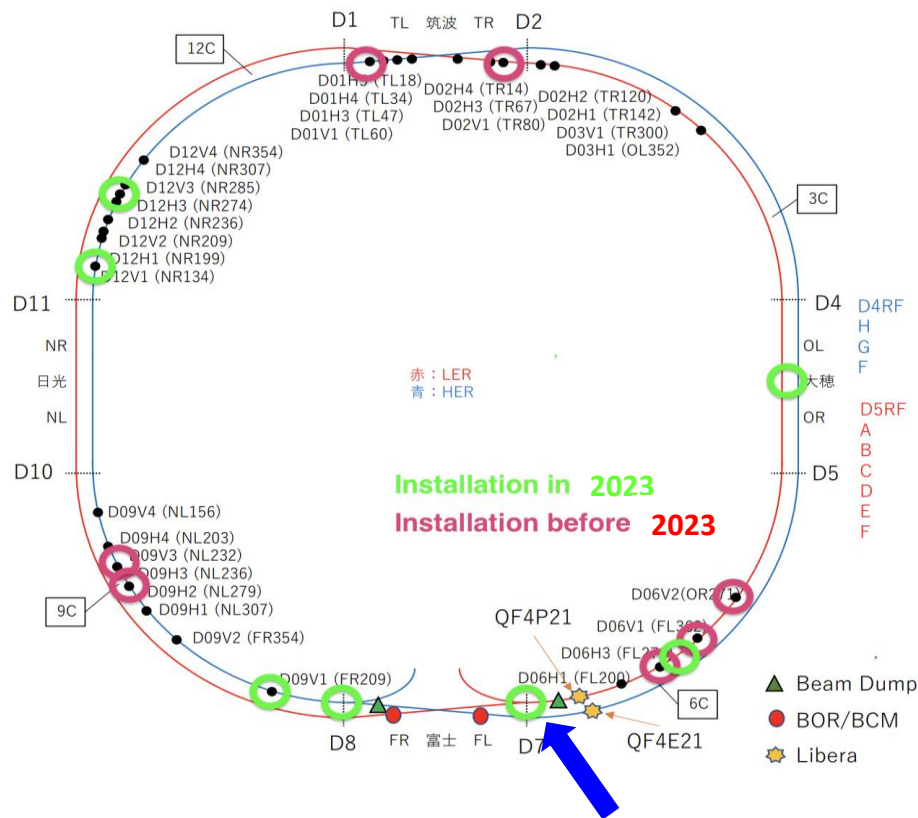 D1 TL 筑波 TR D2
12C
D01H5 (TL18)
D01H4 (TL34)
D01H3 (TL47)
D01V1 (TL60)
D02H4 (TR14)
D02H3 (TR67)
D02V1 (TR80)
D02H2 (TR120)
D02H1 (TR142)
D03V1 (TR300)
D03H1 (OL352)
3C
D12V4 (NR354)
D12H4 (NR307)
D12V3 (NR285)
D12H3 (NR274)
D12H2 (NR236)
D12V2 (NR209)
D12H1 (NR199)
D12V1 (NR134)
D11
NR
日光
NL
D10
赤：LER
青：HER
D4
OL
大穂
OR
D5
D4RF
H
G
F
D5RF
A
B
C
D
E
F
Installation in 2023
Installation before 2023
D09V4 (NL156)
D09H4 (NL203)
D09V3 (NL232)
D09H3 (NL236)
D09H2 (NL279)
D09H1 (NL307)
9C
D09V2 (FR354)
D09V1 (FR209)
D06V2(OR271)
D06V1
D06H3
D06H1 (FL200)
QF4P21
QF4E21
6C
D8 FR 富士 FL D7
Beam Dump
BOR/BCM
Libera